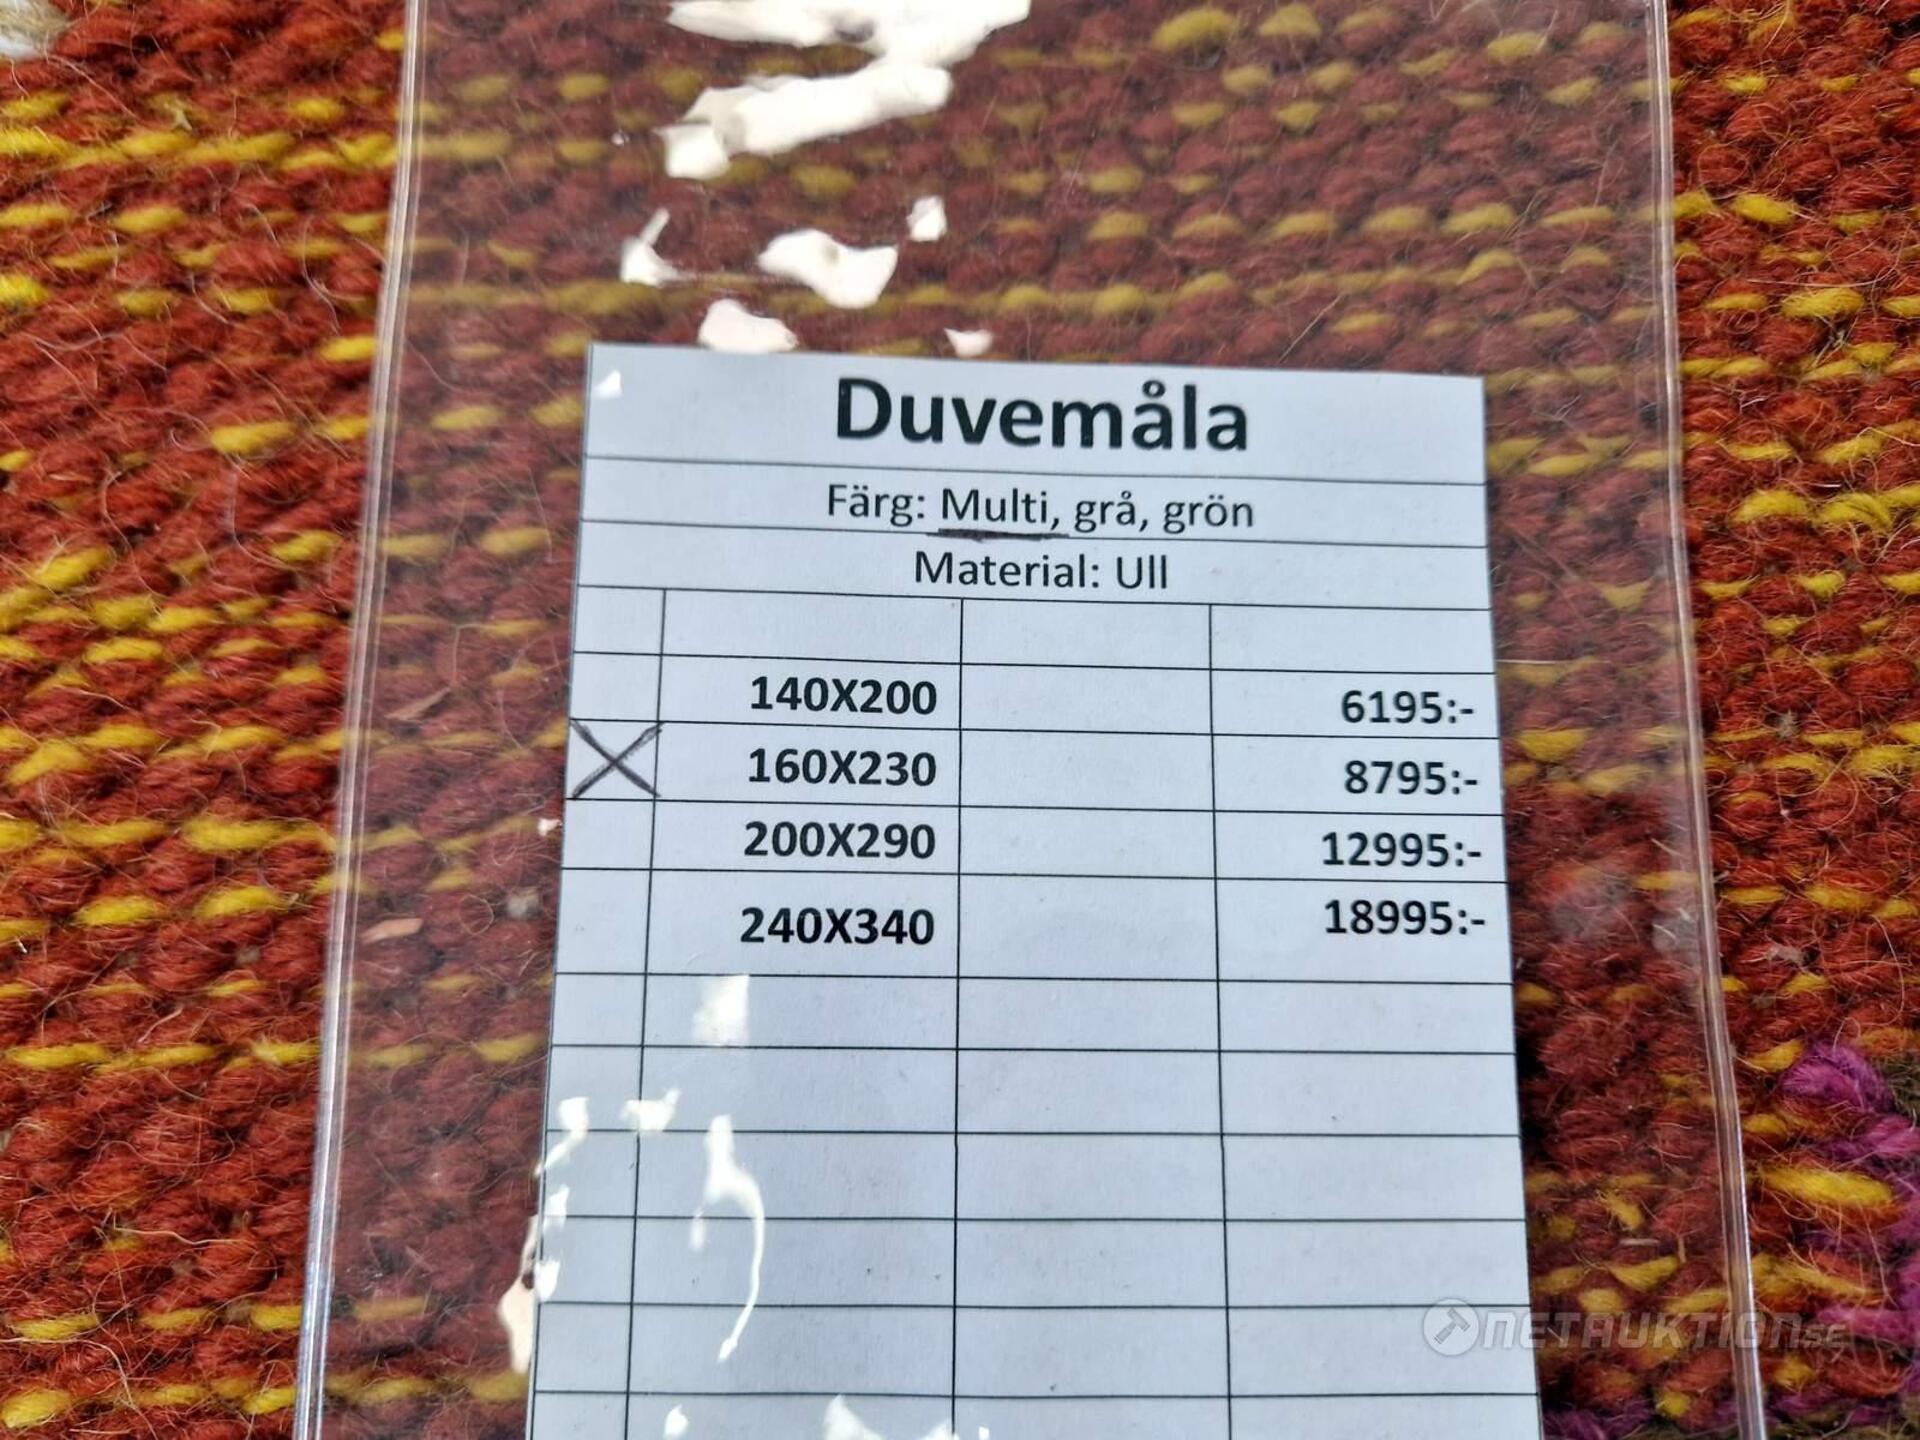 Duvemåla
Färg: Multi, grå, grön
Material: Ull
140X200 6195:-
160X230 8795:-
200X290 12995:-
240X340 18995:-
NETAUKTION.SE